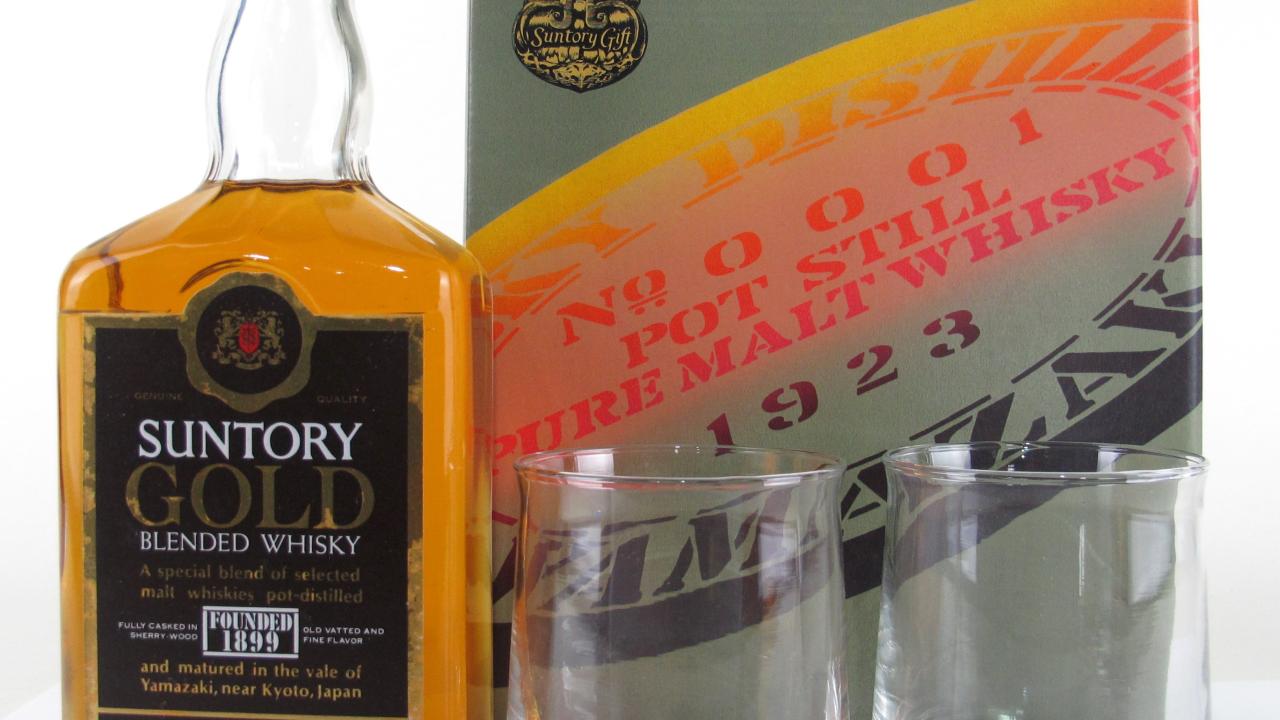 GENUINE QUALITY
SUNTORY
GOLD
BLENDED WHISKY
A special blend of selected
malt whiskies pot-distilled
FULLY CASKED IN
SHERRY-WOOD
FOUNDED
1899
OLD VATTED AND
FINE FLAVOR
and matured in the vale of
Yamazaki, near Kyoto, Japan
Suntory Gift
DISTILL
No 0001
POT STILL
PURE MALT WHISKY
1923